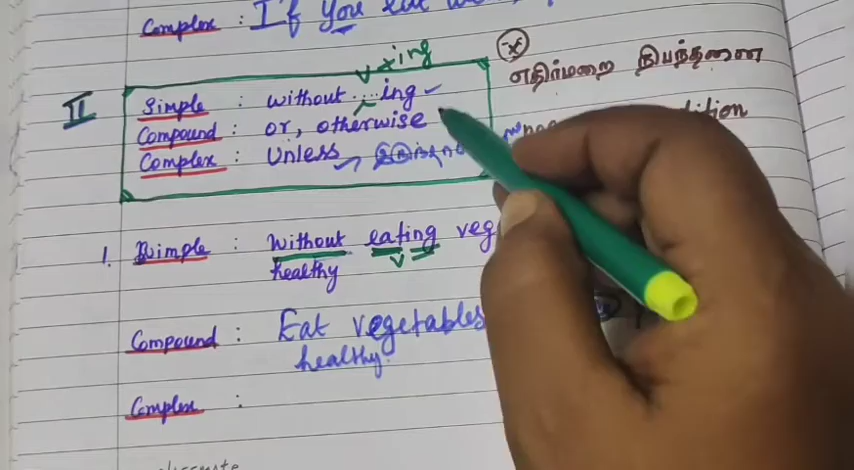 Complex : If you eat
V ing
எதிர்மறை நிபந்தனை
II
Simple : without ....ing
Compound : or, otherwise
Complex : Unless
1. Simple : Without eating veg
healthy
V
Compound : Eat vegetables
healthy.
Complex :